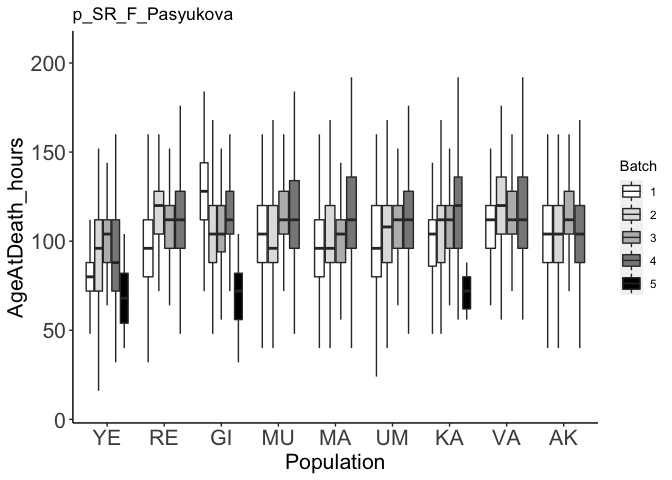 p_SR_F_Pasyukova
200
150
100
50
0
AgeAtDeath_hours
YE RE GI MU MA UM KA VA AK
Population
Batch
1
2
3
4
5